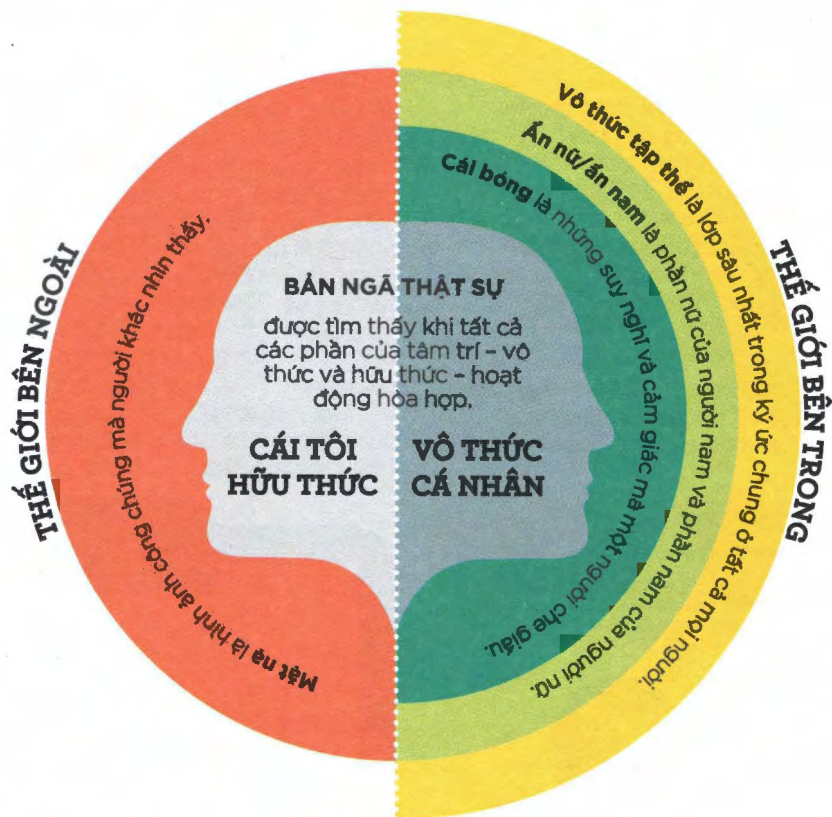 THẾ GIỚI BÊN NGOÀI
Mặt nạ là hình ảnh công chúng mà người khác nhìn thấy.
BẢN NGÃ THẬT SỰ
được tìm thấy khi tất cả
các phần của tâm trí – vô
thức và hữu thức – hoạt
động hòa hợp.
CÁI TÔI
HỮU THỨC
VÔ THỨC
CÁ NHÂN
Cái bóng là những suy nghĩ và cảm giác mà một người che giấu.
Ẩn nữ/ẩn nam là phần nữ của người nam và phần nam của người nữ.
Vô thức tập thể là lớp sâu nhất trong ký ức chung ở tất cả mọi người.
THẾ GIỚI BÊN TRONG